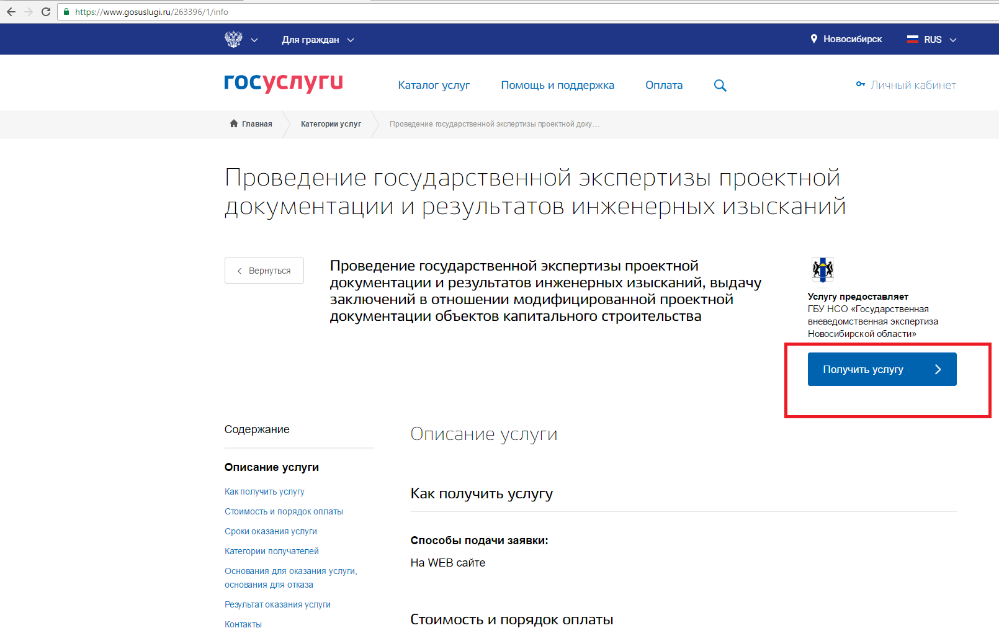 https://www.gosuslugi.ru/263396/1/info
Для граждан
Новосибирск
RUS
госуслуги
Каталог услуг
Помощь и поддержка
Оплата
Личный кабинет
Главная
Категории услуг
Проведение государственной экспертизы проектной доку...
Проведение государственной экспертизы проектной
документации и результатов инженерных изысканий
Вернуться
Проведение государственной экспертизы проектной
документации и результатов инженерных изысканий, выдачу
заключений в отношении модифицированной проектной
документации объектов капитального строительства
Услугу предоставляет
ГБУ НСО «Государственная
вневедомственная экспертиза
Новосибирской области»
Получить услугу
Содержание
Описание услуги
Как получить услугу
Стоимость и порядок оплаты
Сроки оказания услуги
Категории получателей
Основания для оказания услуги,
основания для отказа
Результат оказания услуги
Контакты
Описание услуги
Как получить услугу
Способы подачи заявки:
На WEB сайте
Стоимость и порядок оплаты